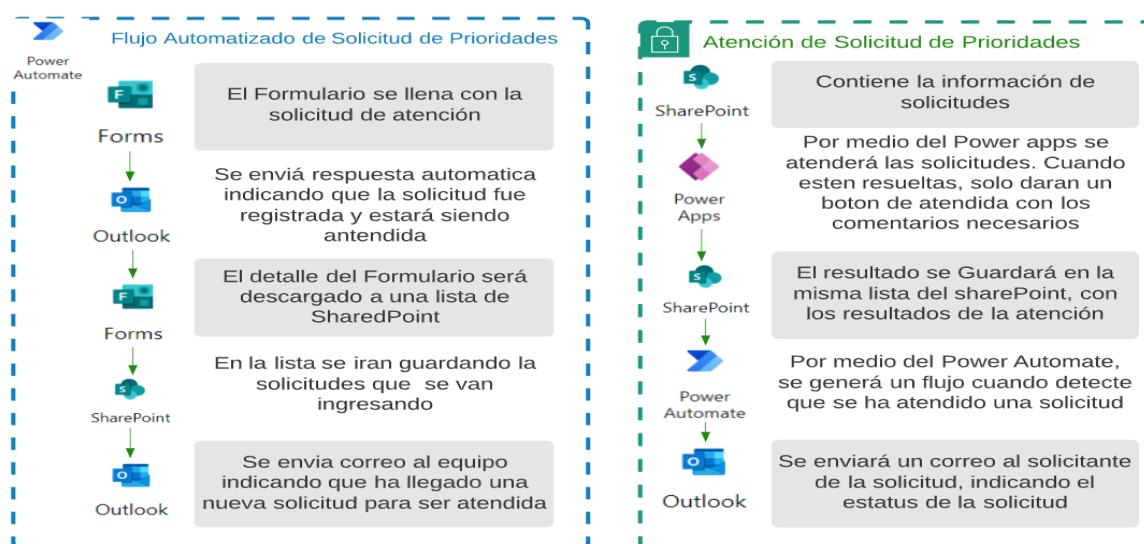 Flujo Automatizado de Solicitud de Prioridades
Power
Automate
Forms
El Formulario se llena con la
solicitud de atención
Outlook
Se enviá respuesta automatica
indicando que la solicitud fue
registrada y estará siendo
antendida
Forms
El detalle del Formulario será
descargado a una lista de
SharedPoint
SharePoint
En la lista se iran guardando la
solicitudes que se van
ingresando
Outlook
Se envia correo al equipo
indicando que ha llegado una
nueva solicitud para ser atendida
Atención de Solicitud de Prioridades
SharePoint
Contiene la información de
solicitudes
Power
Apps
Por medio del Power apps se
atenderá las solicitudes. Cuando
esten resueltas, solo daran un
boton de atendida con los
comentarios necesarios
SharePoint
El resultado se Guardará en la
misma lista del sharePoint, con
los resultados de la atención
Power
Automate
Por medio del Power Automate,
se generá un flujo cuando detecte
que se ha atendido una solicitud
Outlook
Se enviará un correo al solicitante
de la solicitud, indicando el
estatus de la solicitud